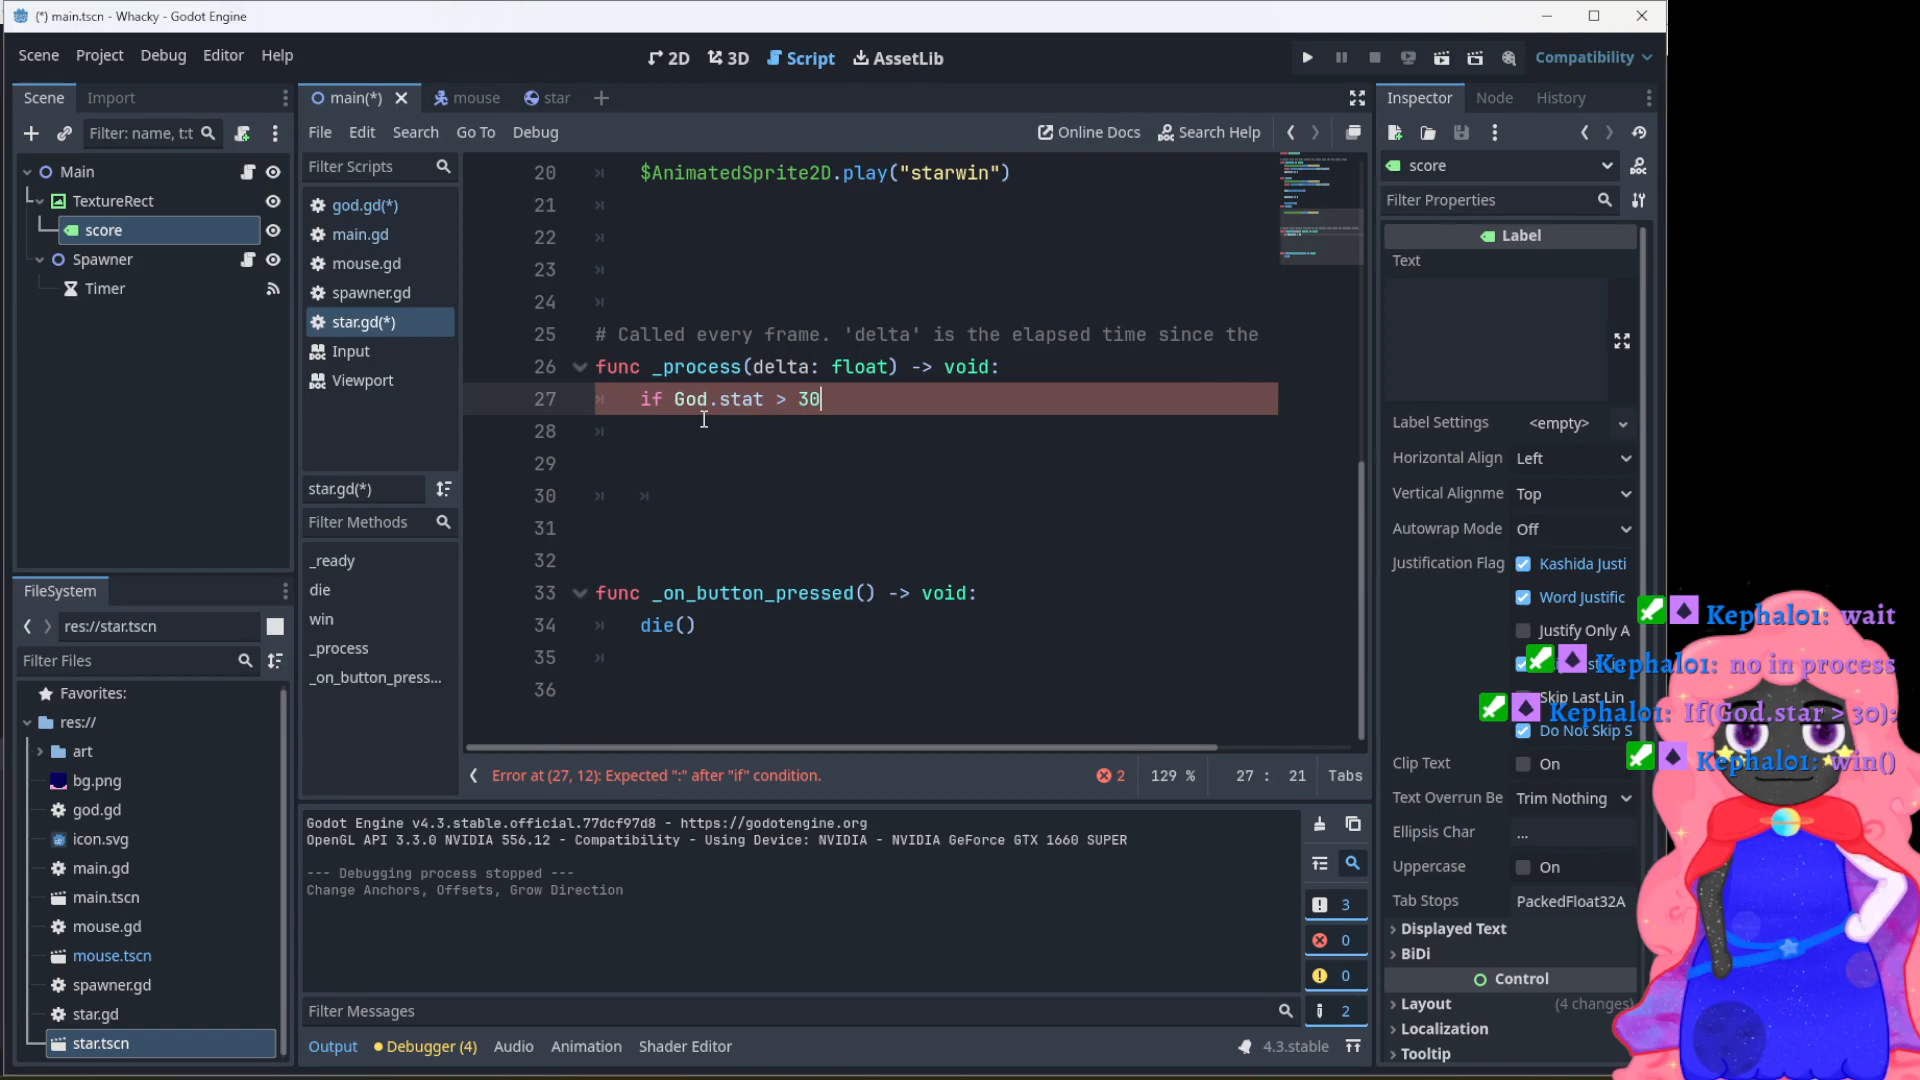 (*) main.tscn - Whacky - Godot Engine
Scene Project Debug Editor Help
2D 3D Script AssetLib
Compatibility
Scene Import
main(*) mouse star
Inspector Node History
Filter: name, t:t
File Edit Search Go To Debug
Online Docs Search Help
Main
TextureRect
score
Spawner
Timer
Filter Scripts
god.gd(*)
main.gd
mouse.gd
spawner.gd
star.gd(*)
Input
Viewport
star.gd(*)
Filter Methods
_ready
die
win
_process
_on_button_press...
20 $AnimatedSprite2D.play("starwin")
21
22
23
24
25 # Called every frame. 'delta' is the elapsed time since the
26 func _process(delta: float) -> void:
27 if God.stat > 30
28
29
30
31
32
33 func _on_button_pressed() -> void:
34 die()
35
36
Error at (27, 12): Expected ":" after "if" condition. 2 129 % 27 : 21 Tabs
score
Filter Properties
Label
Text
Label Settings <empty>
Horizontal Align Left
Vertical Alignme Top
Autowrap Mode Off
Justification Flag Kashida Justi
Word Justific
Justify Only A
Skip Last Lin
Do Not Skip S
Clip Text On
Text Overrun Be Trim Nothing
Ellipsis Char ...
Uppercase On
Tab Stops PackedFloat32A
Displayed Text
BiDi
Control
Layout (4 changes)
Localization
Tooltip
Kephal01: wait
Kephal01: no in process
Kephal01: If(God.star > 30):
Kephal01: win()
FileSystem
res://star.tscn
Filter Files
Favorites:
res://
art
bg.png
god.gd
icon.svg
main.gd
main.tscn
mouse.gd
mouse.tscn
spawner.gd
star.gd
star.tscn
Godot Engine v4.3.stable.official.77dcf97d8 - https://godotengine.org
OpenGL API 3.3.0 NVIDIA 556.12 - Compatibility - Using Device: NVIDIA - NVIDIA GeForce GTX 1660 SUPER
--- Debugging process stopped ---
Change Anchors, Offsets, Grow Direction
3
0
0
2
Filter Messages
Output Debugger (4) Audio Animation Shader Editor 4.3.stable